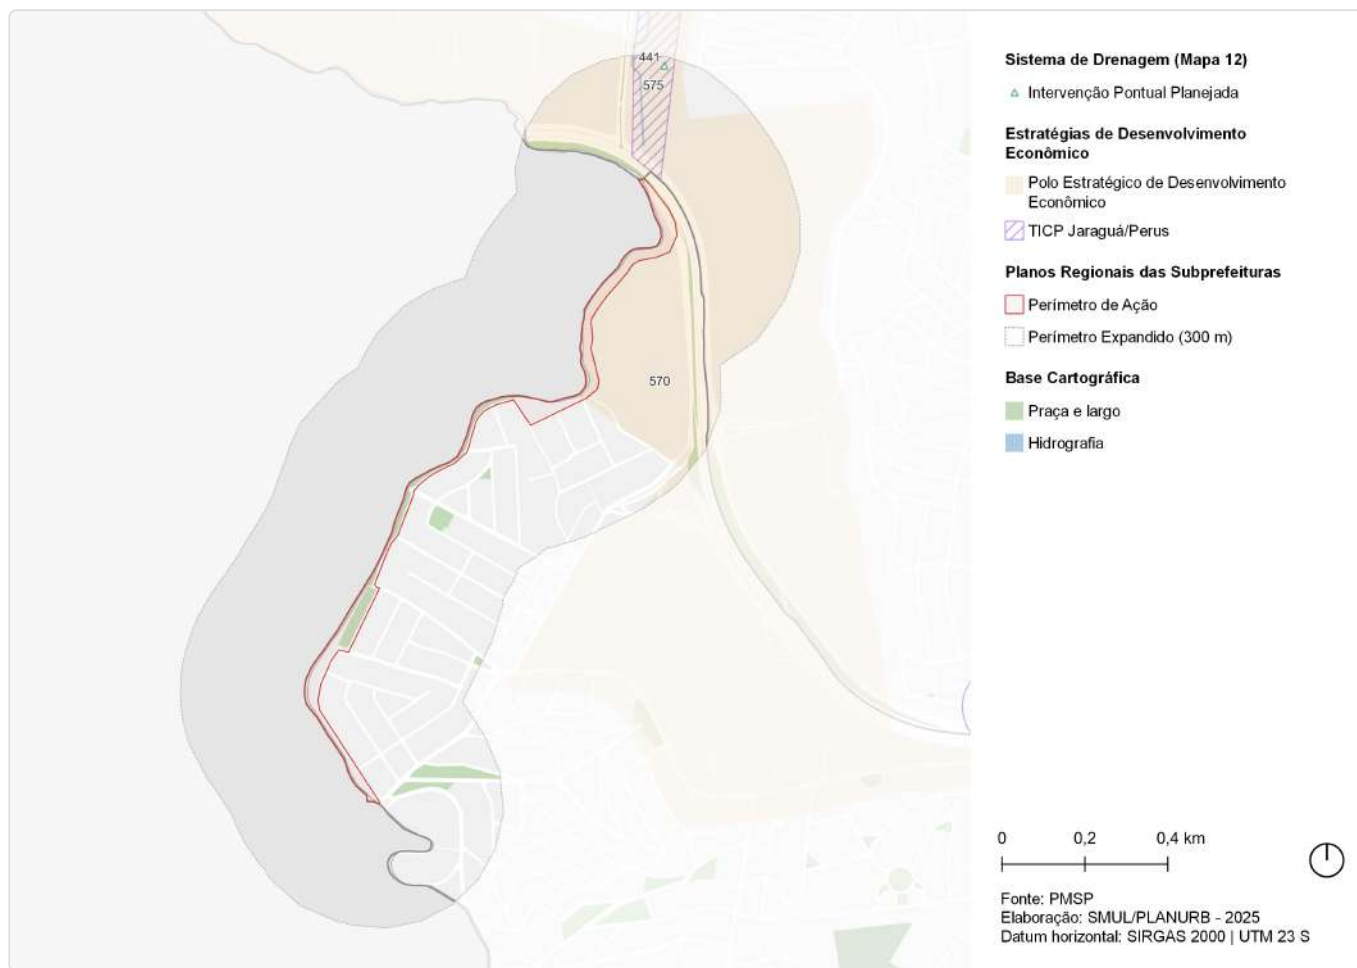 441
575
570
Sistema de Drenagem (Mapa 12)
Intervenção Pontual Planejada
Estratégias de Desenvolvimento
Econômico
Polo Estratégico de Desenvolvimento
Econômico
TICP Jaraguá/Perus
Planos Regionais das Subprefeituras
Perímetro de Ação
Perímetro Expandido (300 m)
Base Cartográfica
Praça e largo
Hidrografia
0 0,2 0,4 km
Fonte: PMSP
Elaboração: SMUL/PLANURB - 2025
Datum horizontal: SIRGAS 2000 | UTM 23 S